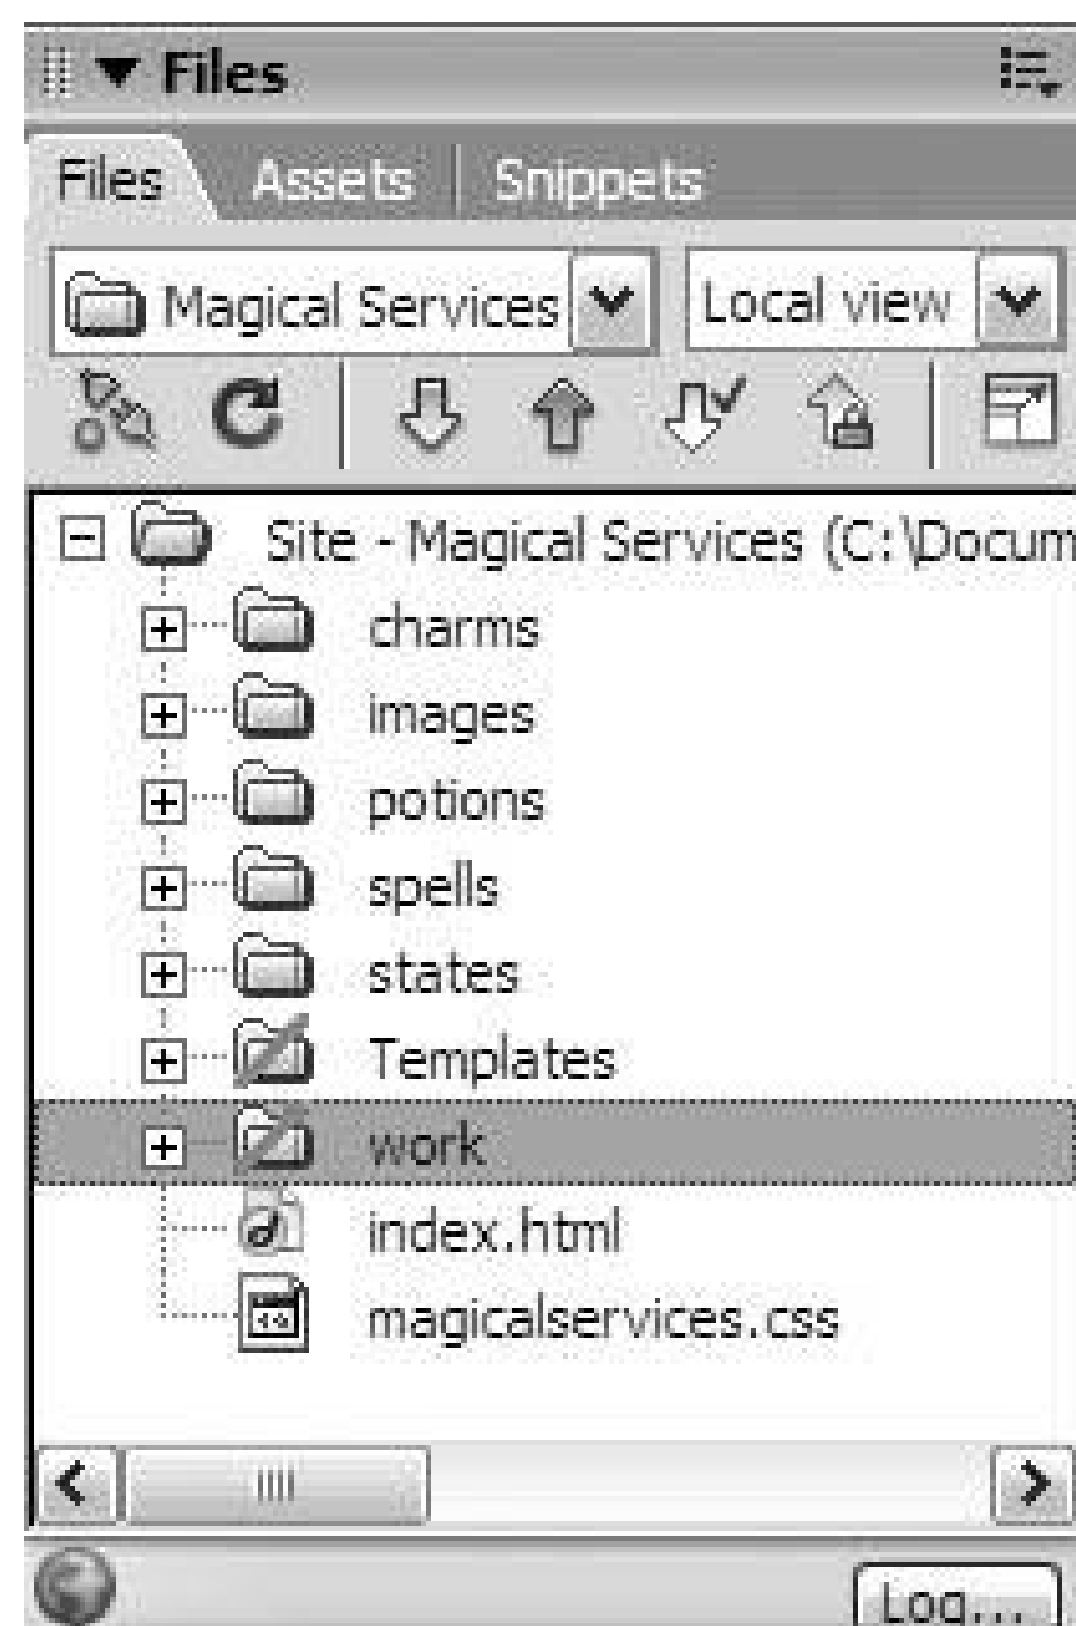 Files
Files Assets Snippets
Magical Services Local view
Site - Magical Services (C:\Docum
charms
images
potions
spells
states
Templates
work
index.html
magicalservices.css
Log...